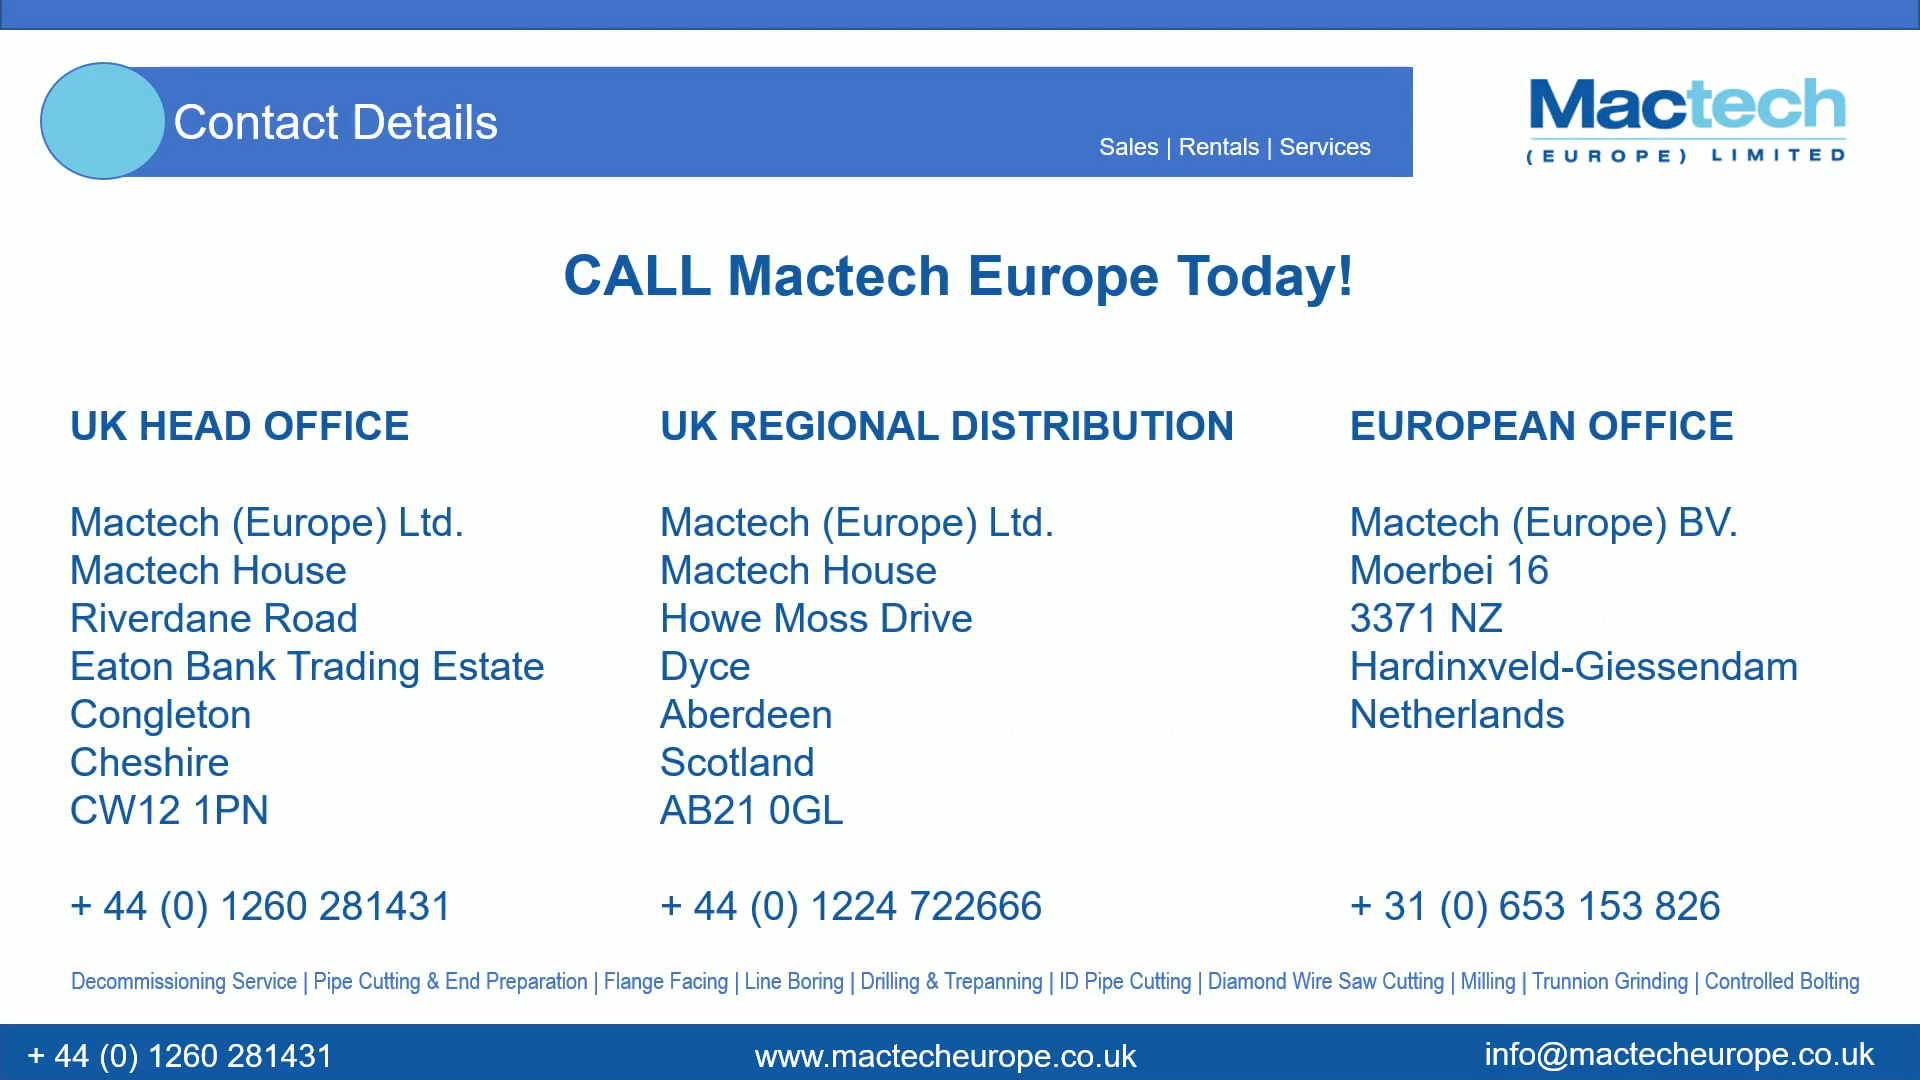 Contact Details
Sales | Rentals | Services
Mactech
(EUROPE) LIMITED
CALL Mactech Europe Today!
UK HEAD OFFICE
Mactech (Europe) Ltd.
Mactech House
Riverdane Road
Eaton Bank Trading Estate
Congleton
Cheshire
CW12 1PN
+ 44 (0) 1260 281431
UK REGIONAL DISTRIBUTION
Mactech (Europe) Ltd.
Mactech House
Howe Moss Drive
Dyce
Aberdeen
Scotland
AB21 0GL
+ 44 (0) 1224 722666
EUROPEAN OFFICE
Mactech (Europe) BV.
Moerbei 16
3371 NZ
Hardinxveld-Giessendam
Netherlands
+ 31 (0) 653 153 826
Decommissioning Service | Pipe Cutting & End Preparation | Flange Facing | Line Boring | Drilling & Trepanning | ID Pipe Cutting | Diamond Wire Saw Cutting | Milling | Trunnion Grinding | Controlled Bolting
+ 44 (0) 1260 281431
www.mactecheurope.co.uk
info@mactecheurope.co.uk